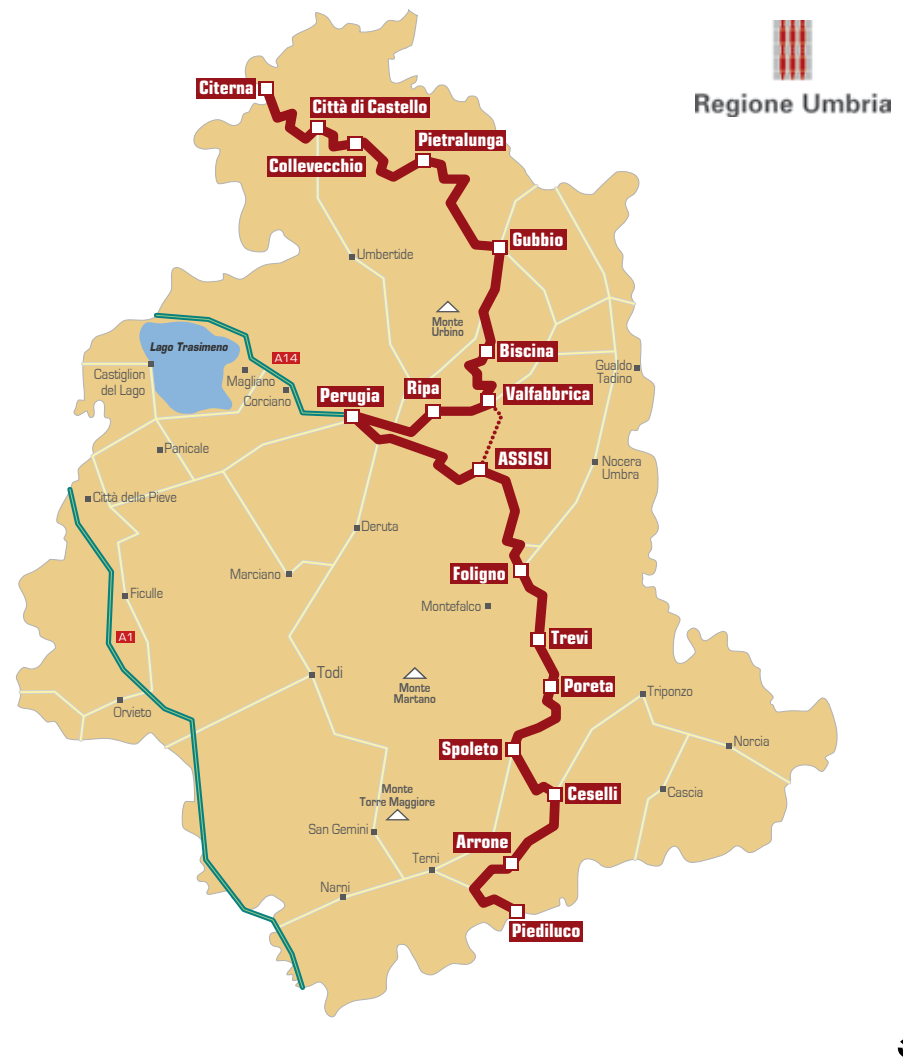 Regione Umbria
Citerna
Città di Castello
Collevecchio
Pietralunga
Gubbio
Umbertide
Monte
Urbino
Lago Trasimeno
A14
Biscina
Castiglion
del Lago
Magliano
Corciano
Perugia
Ripa
Valfabbrica
Gualdo
Tadino
Panicale
ASSISI
Nocera
Umbra
Città della Pieve
Deruta
Marciano
Foligno
Ficulle
Montefalco
A1
Trevi
Todi
Monte
Martano
Poreta
Triponzo
Orvieto
Spoleto
Norcia
Monte
Torre Maggiore
Ceselli
Cascia
San Gemini
Arrone
Terni
Narni
Piediluco